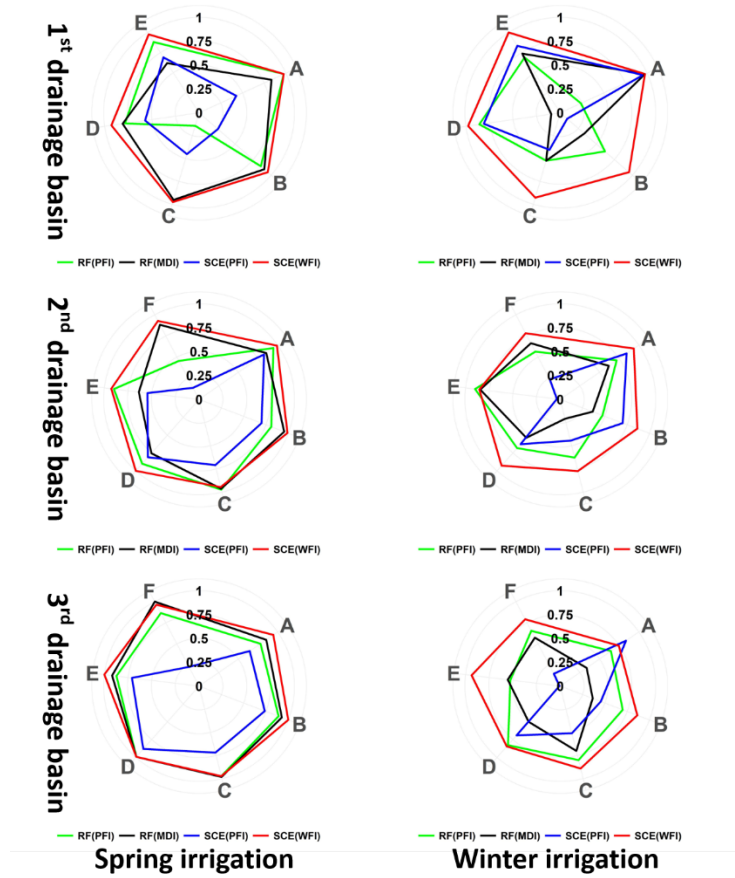 1st drainage basin
E
1
0.75
0.5
0.25
0
A
D
B
C
RF(PFI) RF(MDI) SCE(PFI) SCE(WFI)
E
1
0.75
0.5
0.25
0
A
D
B
C
RF(PFI) RF(MDI) SCE(PFI) SCE(WFI)
2nd drainage basin
F
1
0.75
0.5
0.25
0
A
E
B
D
C
RF(PFI) RF(MDI) SCE(PFI) SCE(WFI)
F
1
0.75
0.5
0.25
0
A
E
B
D
C
RF(PFI) RF(MDI) SCE(PFI) SCE(WFI)
3rd drainage basin
F
1
0.75
0.5
0.25
0
A
E
B
D
C
RF(PFI) RF(MDI) SCE(PFI) SCE(WFI)
F
1
0.75
0.5
0.25
0
A
E
B
D
C
RF(PFI) RF(MDI) SCE(PFI) SCE(WFI)
Spring irrigation
Winter irrigation